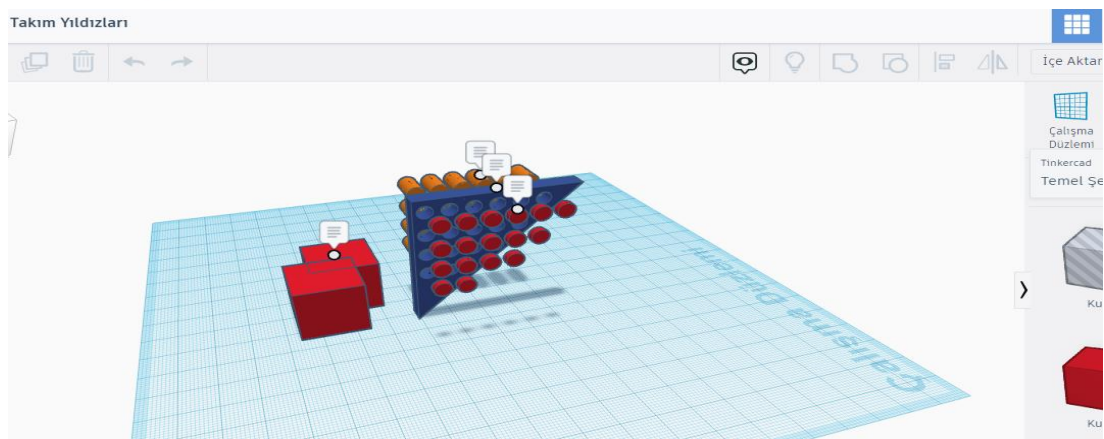 Takım Yıldızları
İçe Aktar
Çalışma
Düzlemi
Tinkercad
Temel Şe
Çalışma Düzlemi
Ku
Ku